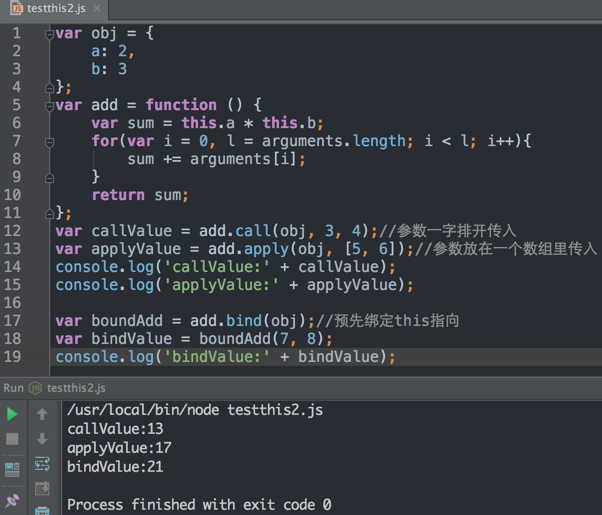 testthis2.js
1 var obj = {
2     a: 2,
3     b: 3
4 };
5 var add = function () {
6     var sum = this.a * this.b;
7     for(var i = 0, l = arguments.length; i < l; i++){
8         sum += arguments[i];
9     }
10     return sum;
11 };
12 var callValue = add.call(obj, 3, 4);//参数一字排开传入
13 var applyValue = add.apply(obj, [5, 6]);//参数放在一个数组里传入
14 console.log('callValue:' + callValue);
15 console.log('applyValue:' + applyValue);
16
17 var boundAdd = add.bind(obj);//预先绑定this指向
18 var bindValue = boundAdd(7, 8);
19 console.log('bindValue:' + bindValue);
Run testthis2.js
/usr/local/bin/node testthis2.js
callValue:13
applyValue:17
bindValue:21
Process finished with exit code 0